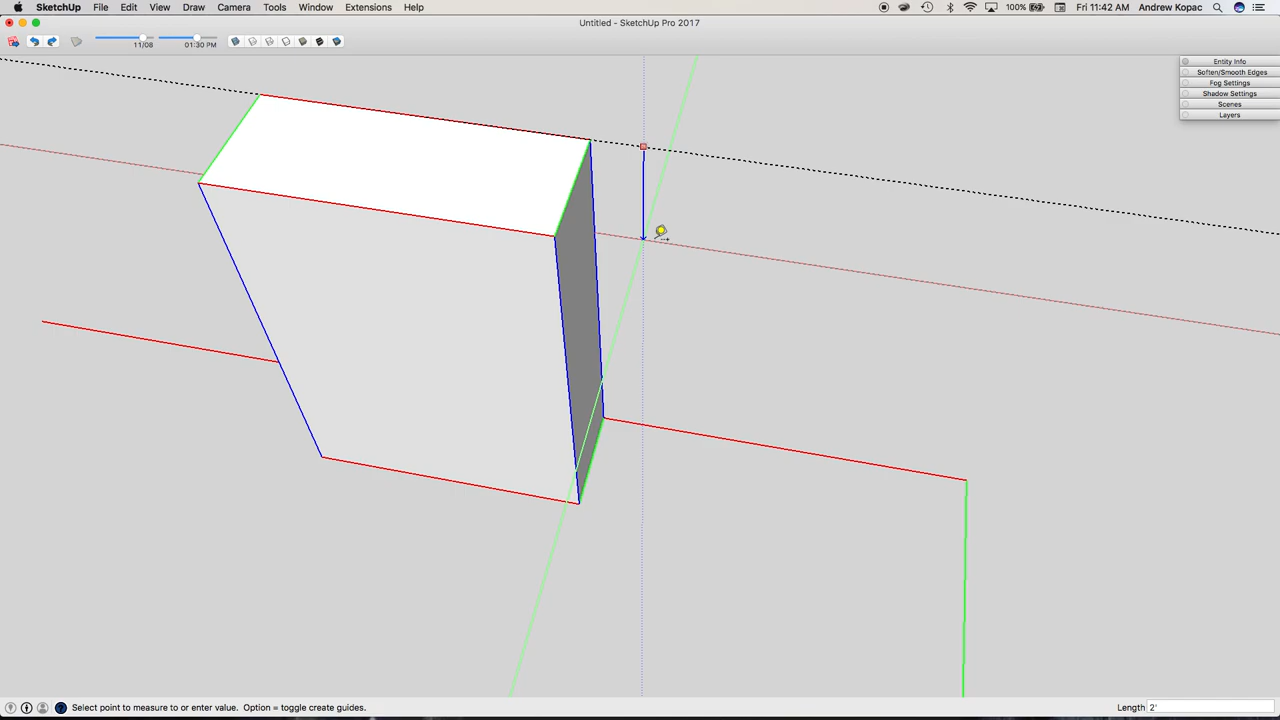 SketchUp File Edit View Draw Camera Tools Window Extensions Help 100% Fri 11:42 AM Andrew Kopac
Untitled - SketchUp Pro 2017
11/08 01:30 PM
Entity Info
Soften/Smooth Edges
Fog Settings
Shadow Settings
Scenes
Layers
Select point to measure to or enter value. Option = toggle create guides. Length 2'